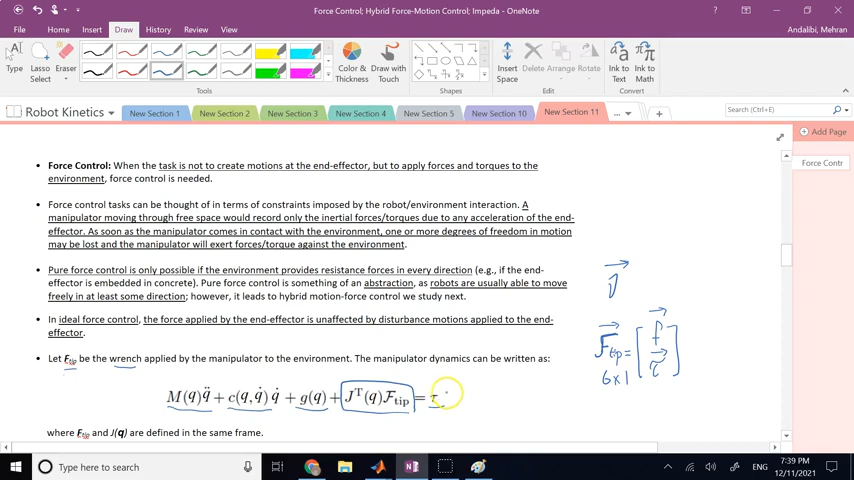 Force Control; Hybrid Force-Motion Control; Impeda - OneNote
Andalibi, Mehran
File Home Insert Draw History Review View
Type
Lasso Select
Eraser
Color & Thickness
Draw with Touch
Insert Space
Delete Arrange Rotate
Ink to Text
Ink to Math
Tools Shapes Edit Convert
Robot Kinetics New Section 1 New Section 2 New Section 3 New Section 4 New Section 5 New Section 10 New Section 11 ... + Search (Ctrl+E)
Add Page
Force Contr
• Force Control: When the task is not to create motions at the end-effector, but to apply forces and torques to the
environment, force control is needed.
• Force control tasks can be thought of in terms of constraints imposed by the robot/environment interaction. A
manipulator moving through free space would record only the inertial forces/torques due to any acceleration of the end-
effector. As soon as the manipulator comes in contact with the environment, one or more degrees of freedom in motion
may be lost and the manipulator will exert forces/torque against the environment.
• Pure force control is only possible if the environment provides resistance forces in every direction (e.g., if the end-
effector is embedded in concrete). Pure force control is something of an abstraction, as robots are usually able to move
freely in at least some direction; however, it leads to hybrid motion-force control we study next.
• In ideal force control, the force applied by the end-effector is unaffected by disturbance motions applied to the end-
effector.
• Let F_tip be the wrench applied by the manipulator to the environment. The manipulator dynamics can be written as:
M(q)q̈ + c(q, q̇) q̇ + g(q) + Jᵀ(q)F_tip = τ
where F_tip and J(q) are defined in the same frame.
F_tip = [f τ]
6x1
Type here to search
ENG
7:39 PM
12/11/2021